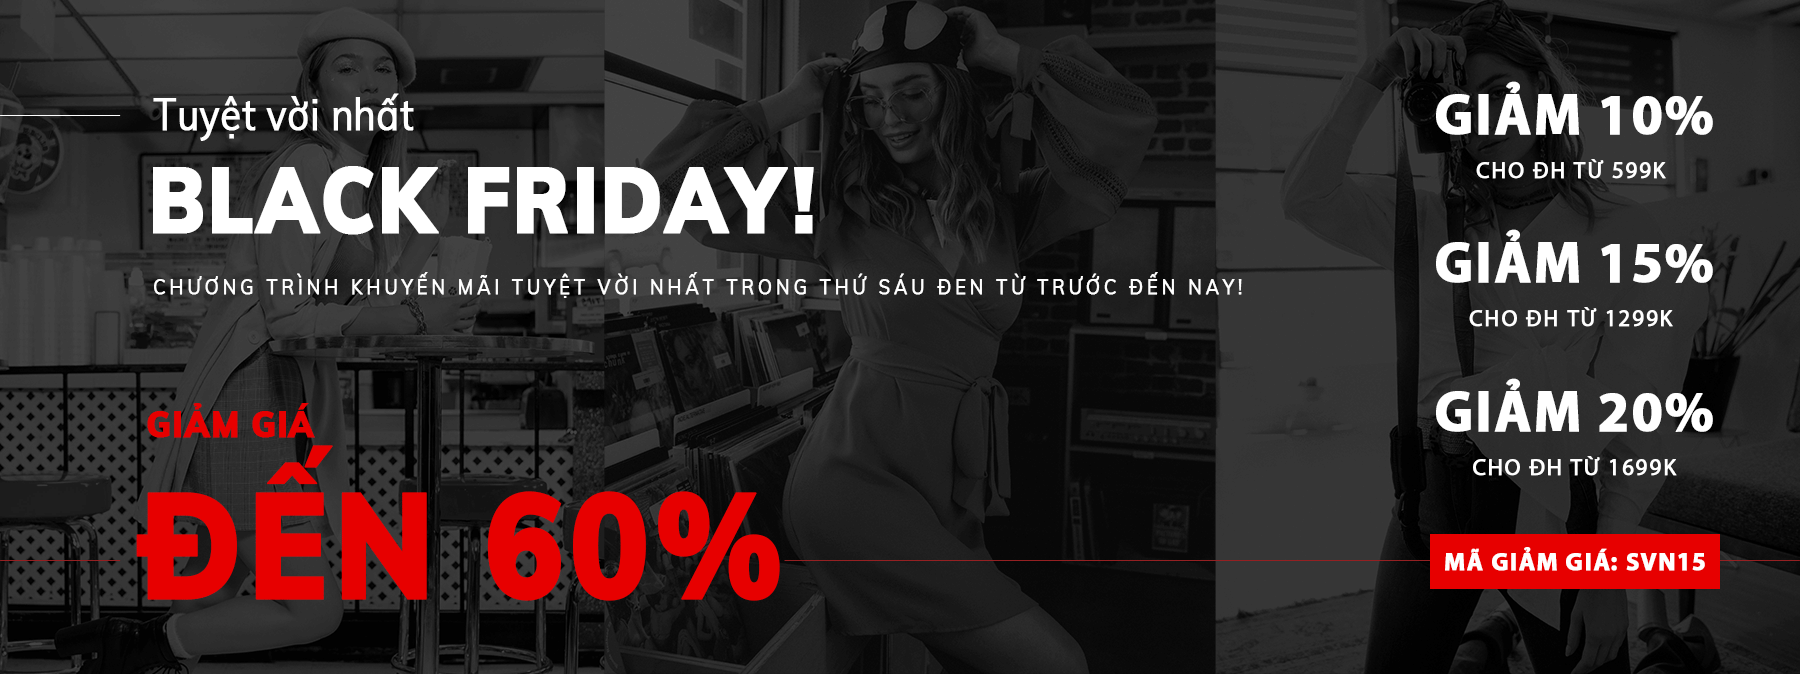 Tuyệt vời nhất
BLACK FRIDAY!
CHƯƠNG TRÌNH KHUYẾN MÃI TUYỆT VỜI NHẤT TRONG THỨ SÁU ĐEN TỪ TRƯỚC ĐẾN NAY!
GIẢM GIÁ
ĐẾN 60%
GIẢM 10%
CHO ĐH TỪ 599K
GIẢM 15%
CHO ĐH TỪ 1299K
GIẢM 20%
CHO ĐH TỪ 1699K
MÃ GIẢM GIÁ: SVN15